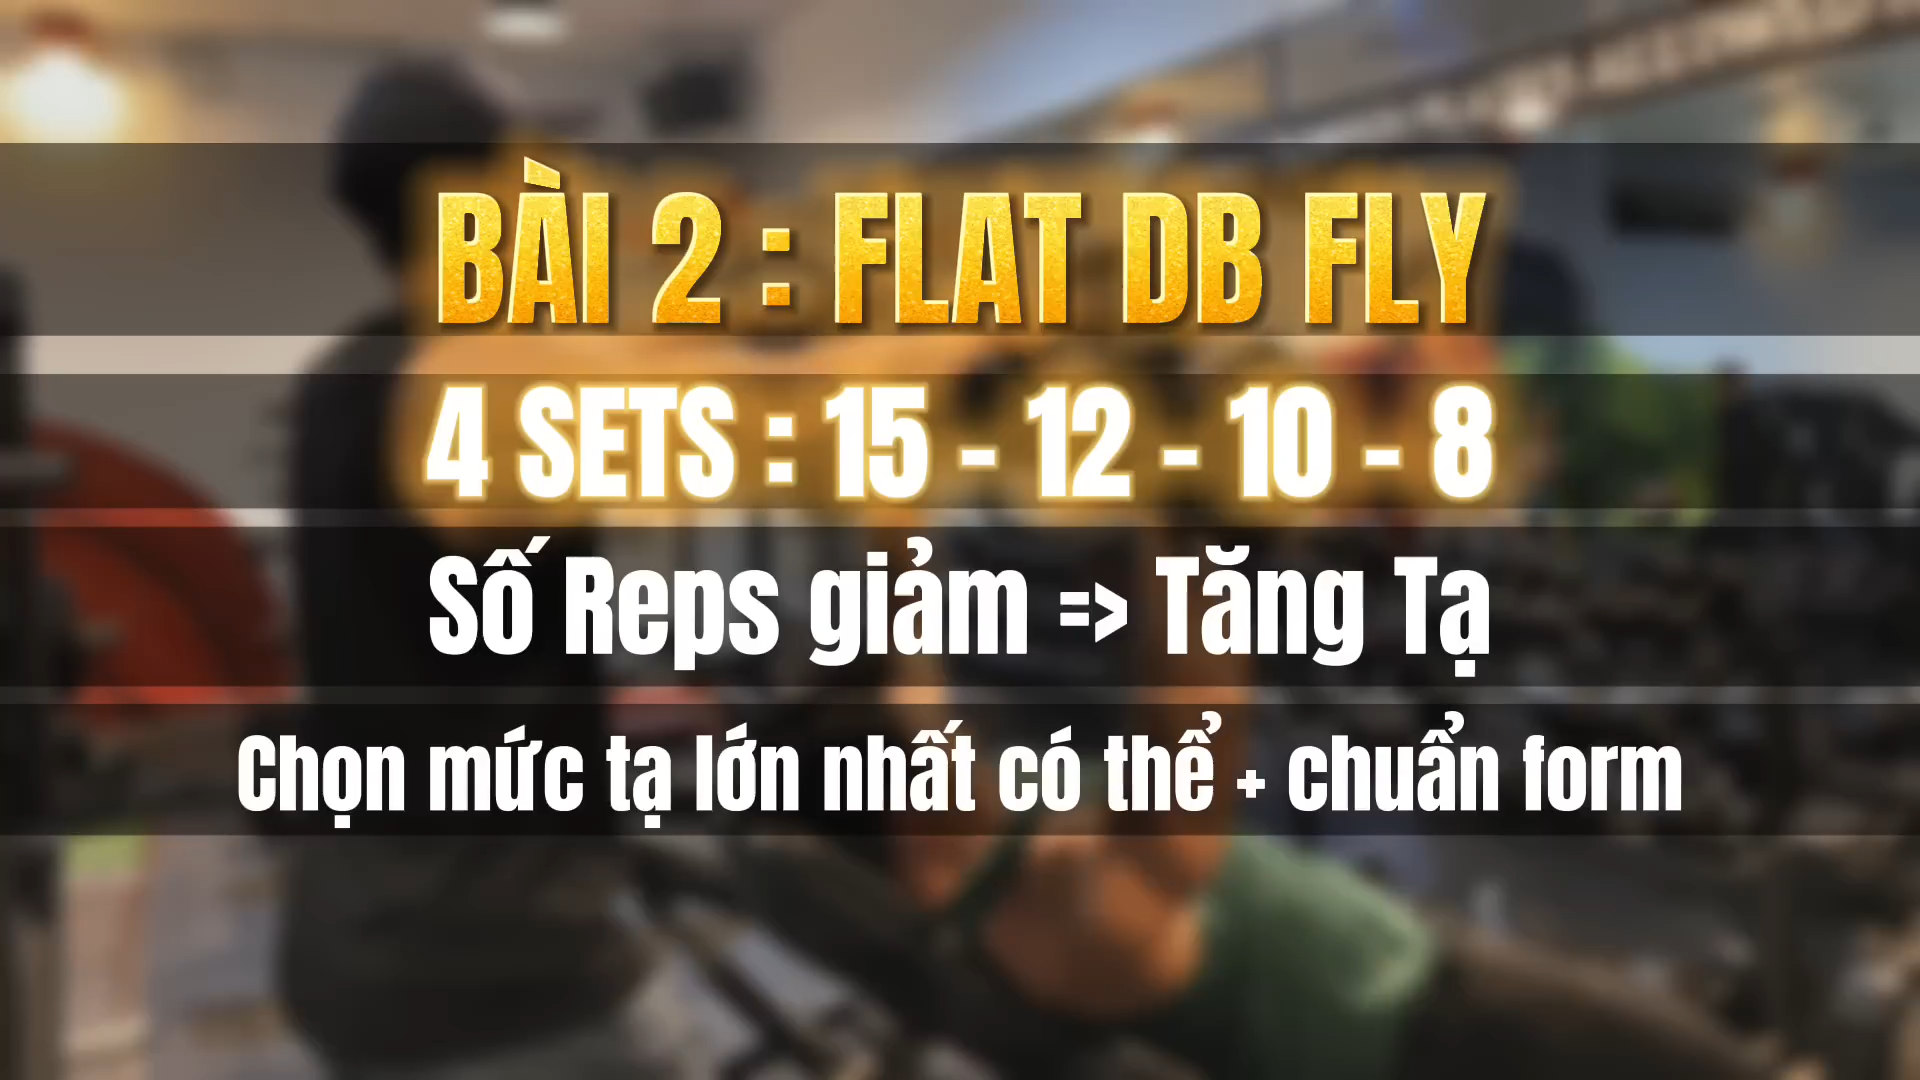 BÀI 2 : FLAT DB FLY
4 SETS : 15 - 12 - 10 - 8
Số Reps giảm => Tăng Tạ
Chọn mức tạ lớn nhất có thể + chuẩn form